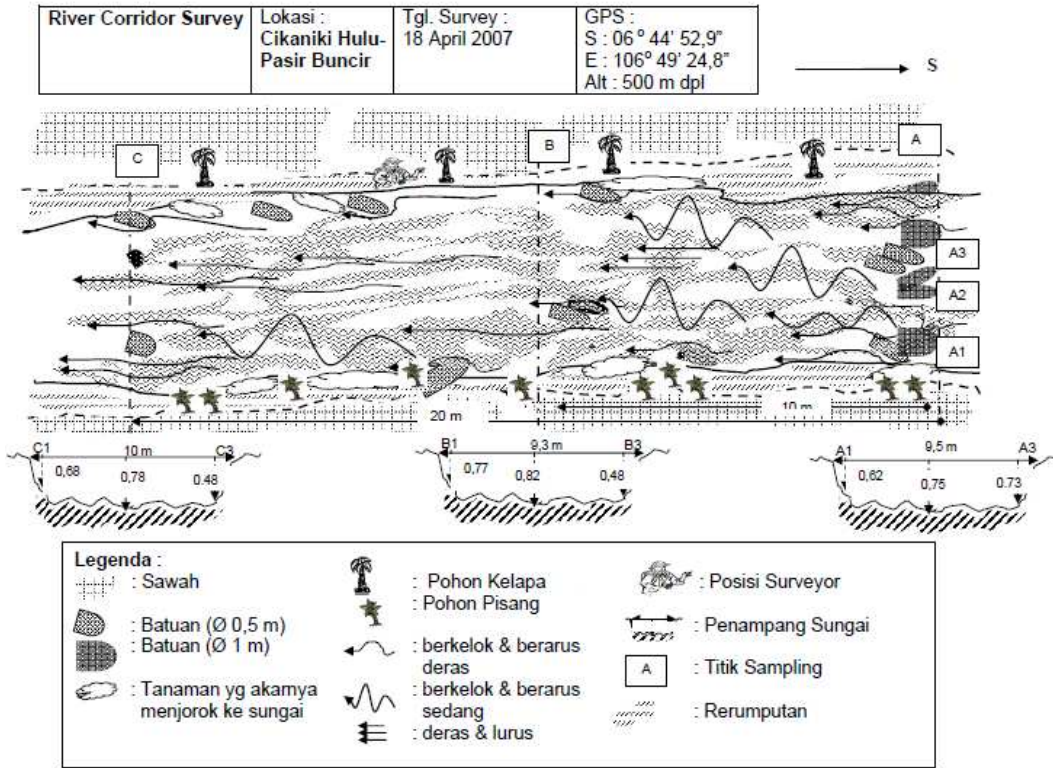 River Corridor Survey
Lokasi :
Cikaniki Hulu-
Pasir Buncir
Tgl. Survey :
18 April 2007
GPS :
S : 06 ° 44’ 52,9”
E : 106° 49’ 24,8”
Alt : 500 m dpl
S
C
B
A
A3
A2
A1
20 m
10 m
C1
10 m
C3
0,68
0,78
0.48
B1
9,3 m
B3
0,77
0,82
0,48
A1
9,5 m
A3
0,62
0,75
0.73
Legenda :
: Sawah
: Batuan (Ø 0,5 m)
: Batuan (Ø 1 m)
: Tanaman yg akarnya
menjorok ke sungai
: Pohon Kelapa
: Pohon Pisang
: berkelok & berarus
deras
: berkelok & berarus
sedang
: deras & lurus
: Posisi Surveyor
: Penampang Sungai
A
: Titik Sampling
: Rerumputan